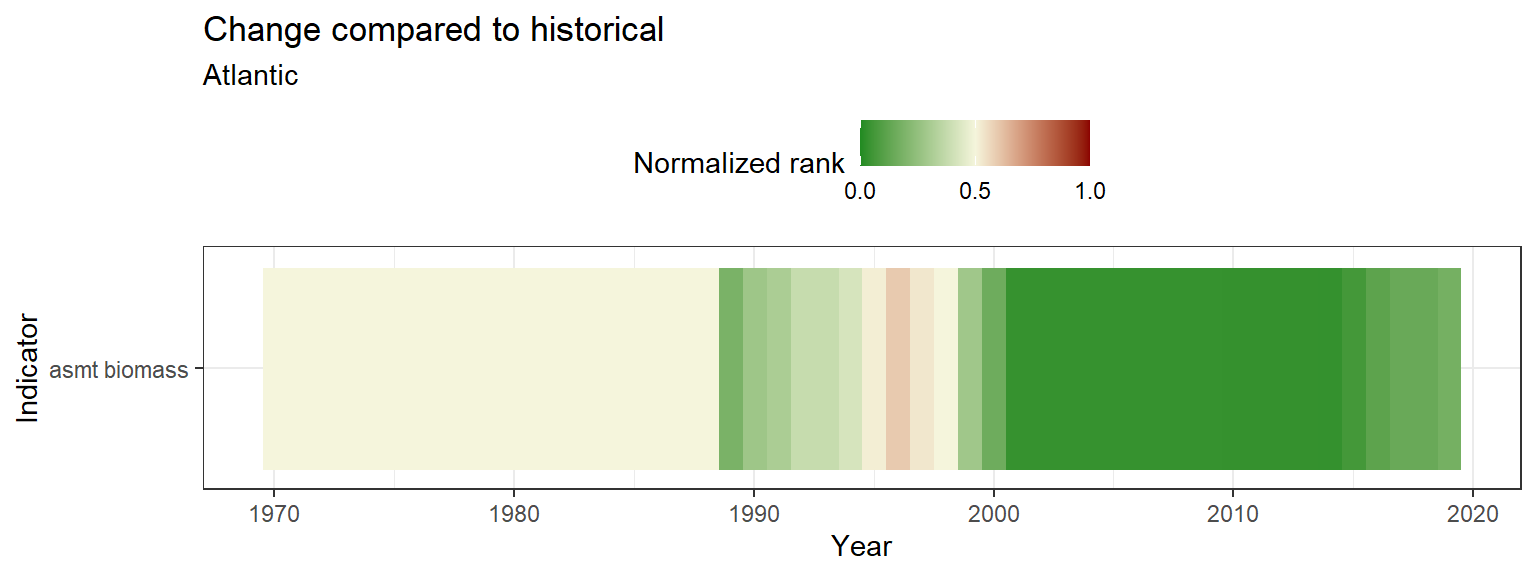 Change compared to historical
Atlantic
Normalized rank
0.0 0.5 1.0
Indicator
asmt biomass
1970 1980 1990 2000 2010 2020
Year